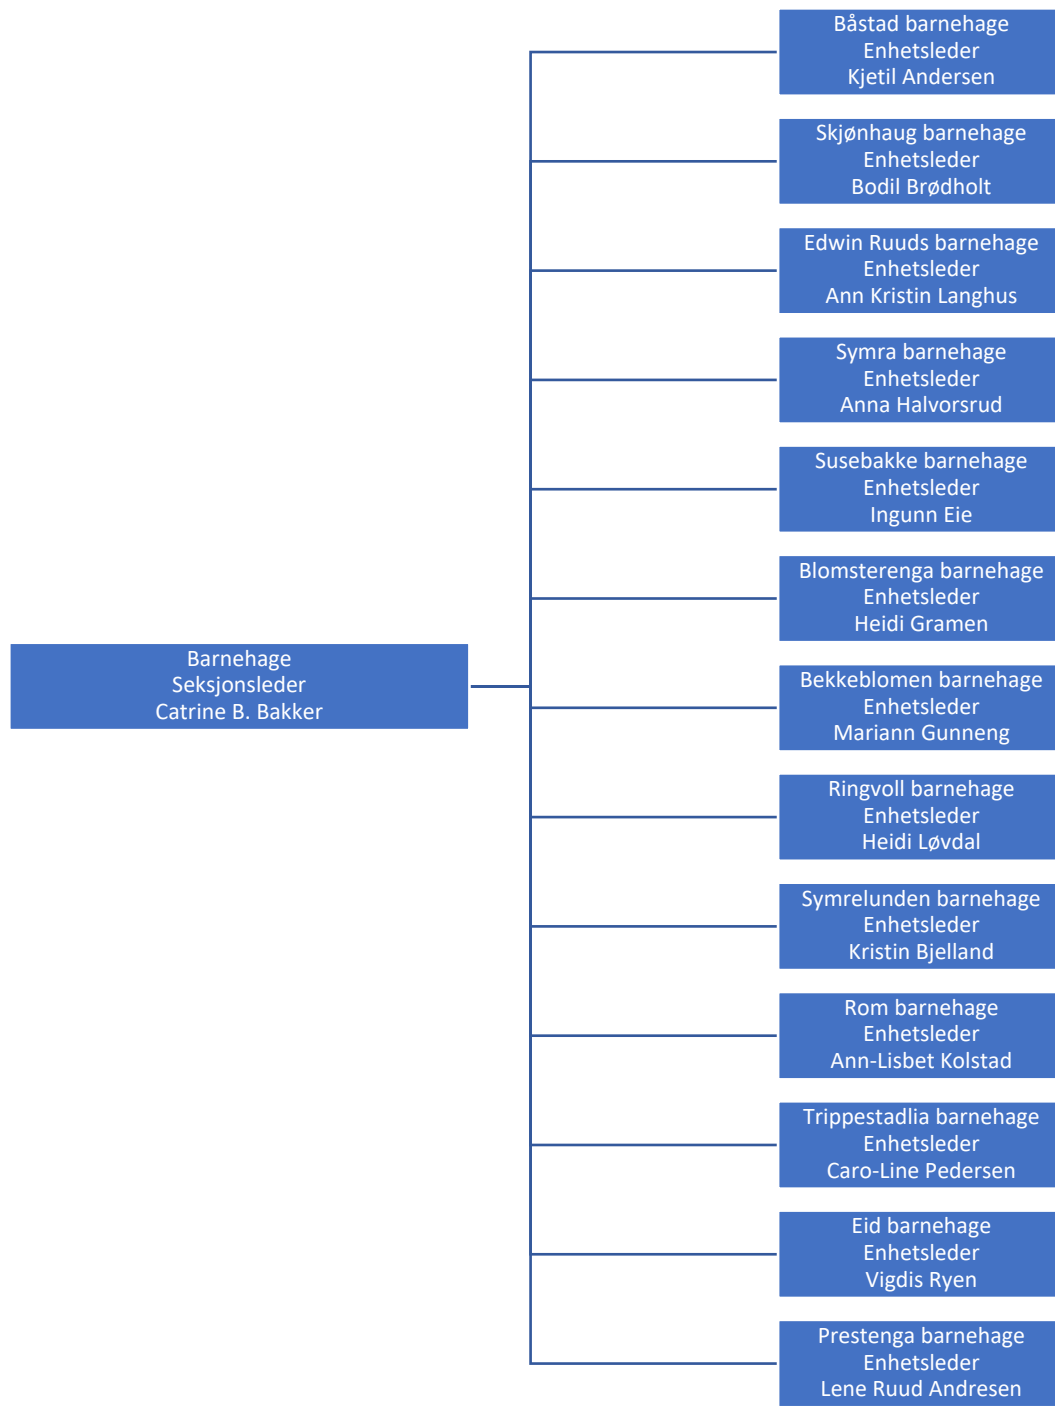 Barnehage
Seksjonsleder
Catrine B. Bakker
Båstad barnehage
Enhetsleder
Kjetil Andersen
Skjønhaug barnehage
Enhetsleder
Bodil Brødholt
Edwin Ruuds barnehage
Enhetsleder
Ann Kristin Langhus
Symra barnehage
Enhetsleder
Anna Halvorsrud
Susebakke barnehage
Enhetsleder
Ingunn Eie
Blomsterenga barnehage
Enhetsleder
Heidi Gramen
Bekkeblomen barnehage
Enhetsleder
Mariann Gunneng
Ringvoll barnehage
Enhetsleder
Heidi Løvdal
Symrelunden barnehage
Enhetsleder
Kristin Bjelland
Rom barnehage
Enhetsleder
Ann-Lisbet Kolstad
Trippestadlia barnehage
Enhetsleder
Caro-Line Pedersen
Eid barnehage
Enhetsleder
Vigdis Ryen
Prestenga barnehage
Enhetsleder
Lene Ruud Andresen